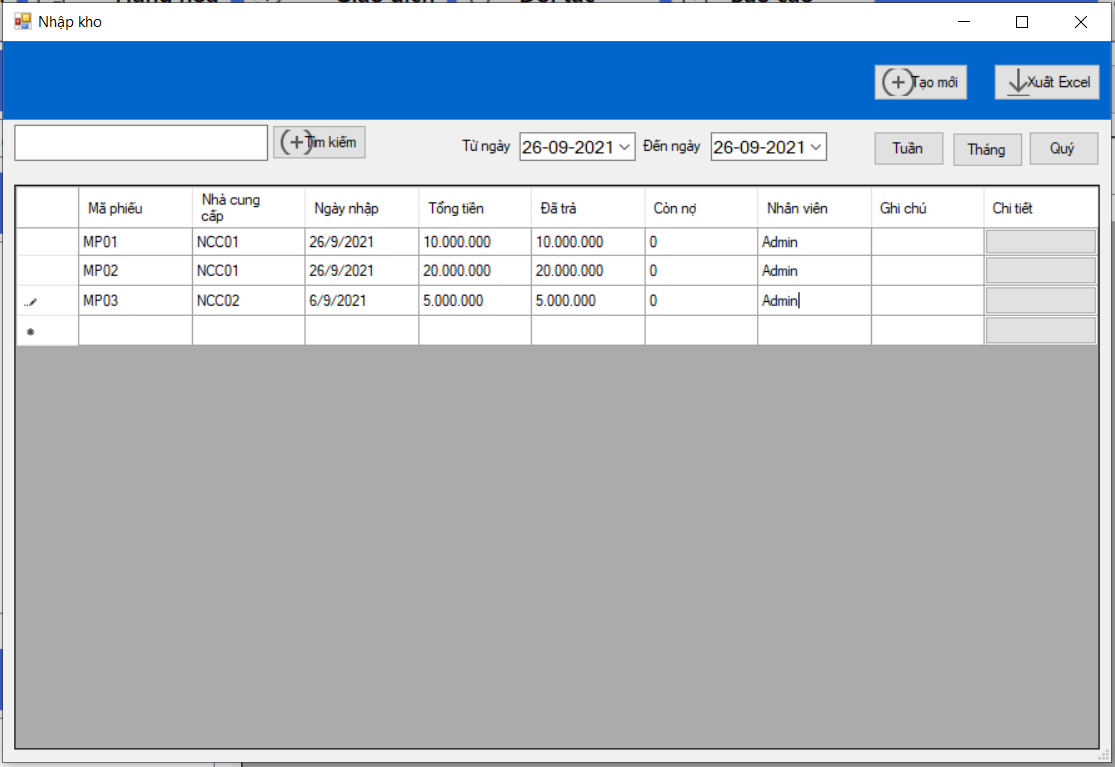 Nhập kho
Tạo mới
Xuất Excel
Tìm kiếm
Từ ngày 26-09-2021 Đến ngày 26-09-2021 Tuần Tháng Quý
Mã phiếu Nhà cung cấp Ngày nhập Tổng tiền Đã trả Còn nợ Nhân viên Ghi chú Chi tiết
MP01 NCC01 26/9/2021 10.000.000 10.000.000 0 Admin
MP02 NCC01 26/9/2021 20.000.000 20.000.000 0 Admin
MP03 NCC02 6/9/2021 5.000.000 5.000.000 0 Admin